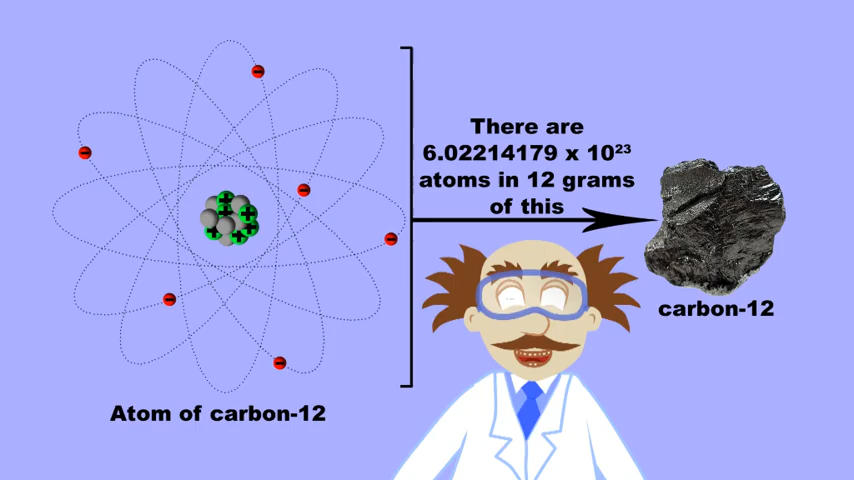 There are
6.02214179 x 10²³
atoms in 12 grams
of this
carbon-12
Atom of carbon-12